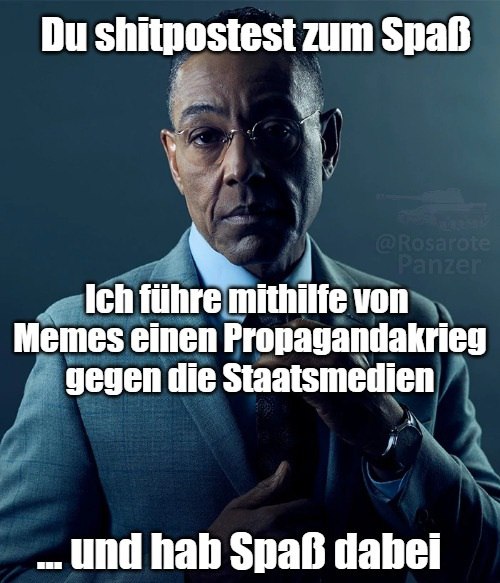 Du shitpostest zum Spaß
@Rosarote
Panzer
Ich führe mithilfe von
Memes einen Propagandakrieg
gegen die Staatsmedien
... und hab Spaß dabei